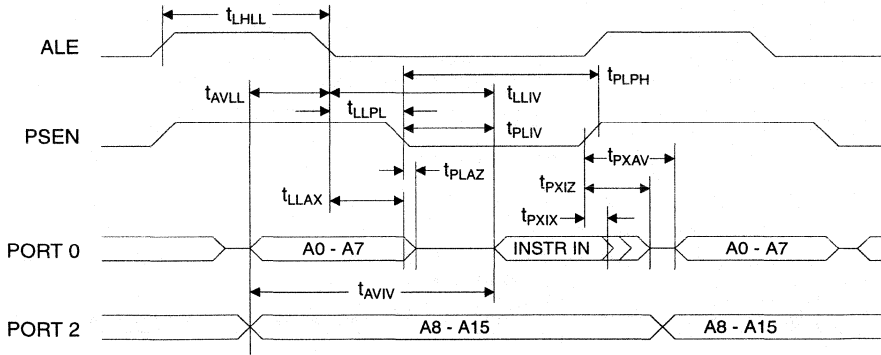 tLHLL
ALE
tPLPH
tAVLL
tLLIV
tLLPL
PSEN
tPLIV
tPXAV
tPLAZ
tPXIZ
tLLAX
tPXIX
PORT 0
A0 - A7
INSTR IN
A0 - A7
tAVIV
PORT 2
A8 - A15
A8 - A15